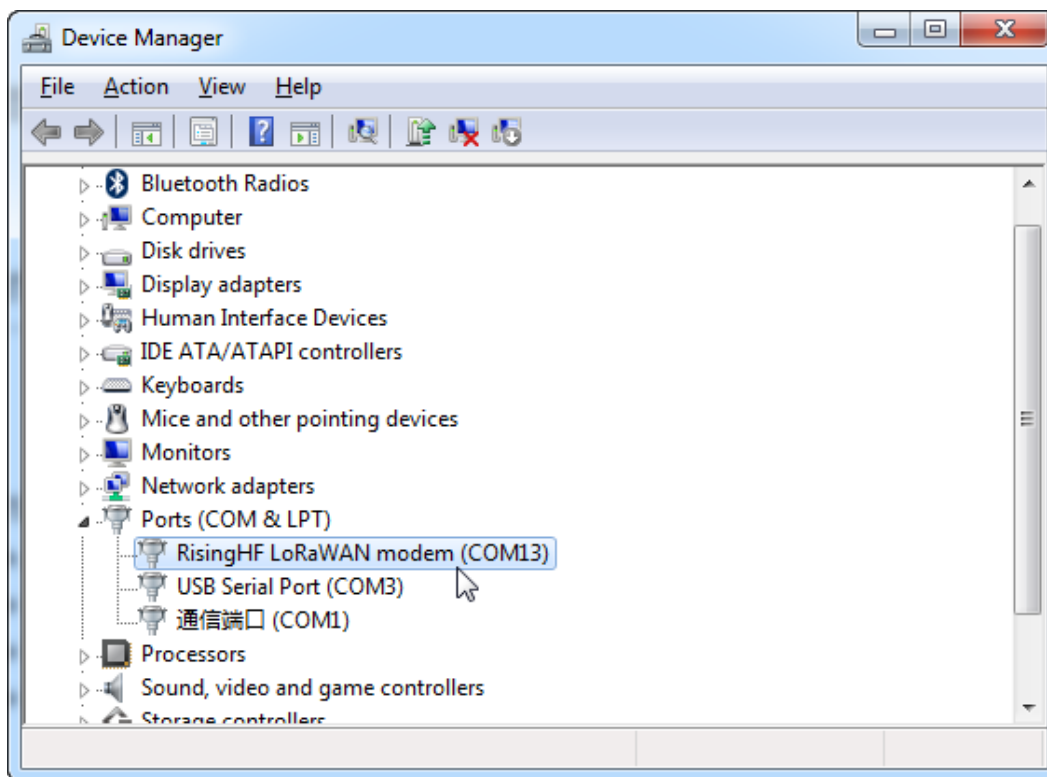 Device Manager
File Action View Help
Bluetooth Radios
Computer
Disk drives
Display adapters
Human Interface Devices
IDE ATA/ATAPI controllers
Keyboards
Mice and other pointing devices
Monitors
Network adapters
Ports (COM & LPT)
RisingHF LoRaWAN modem (COM13)
USB Serial Port (COM3)
通信端口 (COM1)
Processors
Sound, video and game controllers
Storage controllers